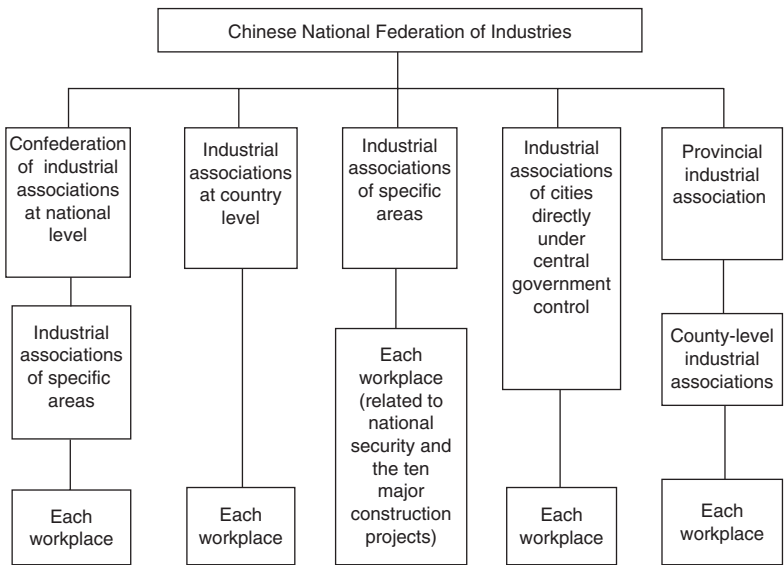 Chinese National Federation of Industries
Confederation
of industrial
associations
at national
level
Industrial
associations
of specific
areas
Each
workplace
Industrial
associations
at country
level
Each
workplace
Industrial
associations
of specific
areas
Each
workplace
(related to
national
security and
the ten
major
construction
projects)
Industrial
associations
of cities
directly
under
central
government
control
Each
workplace
Provincial
industrial
association
County-level
industrial
associations
Each
workplace